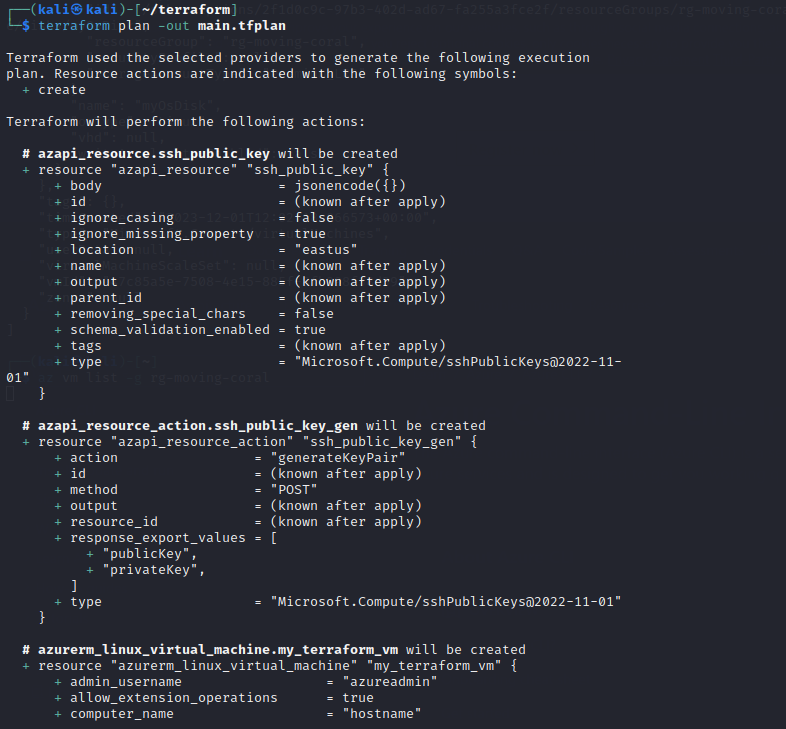 ┌──(kali㉿kali)-[~/terraform]
└─$ terraform plan -out main.tfplan
Terraform used the selected providers to generate the following execution
plan. Resource actions are indicated with the following symbols:
+ create
Terraform will perform the following actions:
# azapi_resource.ssh_public_key will be created
+ resource "azapi_resource" "ssh_public_key" {
+ body = jsonencode({})
+ id = (known after apply)
+ ignore_casing = false
+ ignore_missing_property = true
+ location = "eastus"
+ name = (known after apply)
+ output = (known after apply)
+ parent_id = (known after apply)
+ removing_special_chars = false
+ schema_validation_enabled = true
+ tags = (known after apply)
+ type = "Microsoft.Compute/sshPublicKeys@2022-11-
01"
}
# azapi_resource_action.ssh_public_key_gen will be created
+ resource "azapi_resource_action" "ssh_public_key_gen" {
+ action = "generateKeyPair"
+ id = (known after apply)
+ method = "POST"
+ output = (known after apply)
+ resource_id = (known after apply)
+ response_export_values = [
+ "publicKey",
+ "privateKey",
]
+ type = "Microsoft.Compute/sshPublicKeys@2022-11-01"
}
# azurerm_linux_virtual_machine.my_terraform_vm will be created
+ resource "azurerm_linux_virtual_machine" "my_terraform_vm" {
+ admin_username = "azureadmin"
+ allow_extension_operations = true
+ computer_name = "hostname"